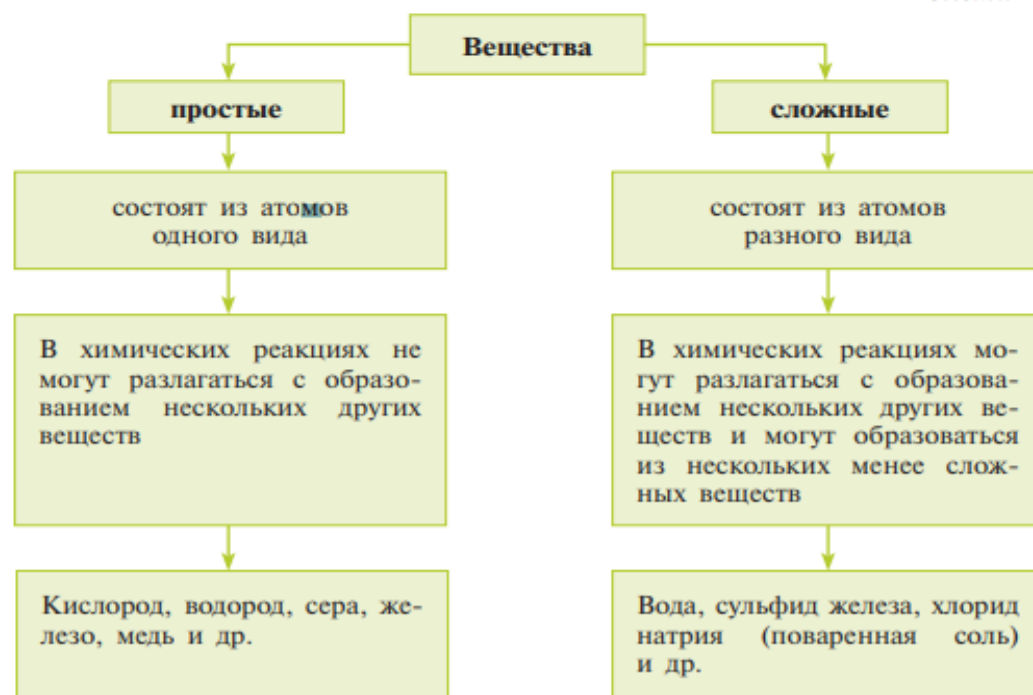 Вещества
простые
сложные
состоят из атомов
одного вида
состоят из атомов
разного вида
В химических реакциях не
могут разлагаться с образо-
ванием нескольких других
веществ
В химических реакциях мо-
гут разлагаться с образова-
нием нескольких других ве-
ществ и могут образоваться
из нескольких менее слож-
ных веществ
Кислород, водород, сера, же-
лезо, медь и др.
Вода, сульфид железа, хлорид
натрия (поваренная соль)
и др.